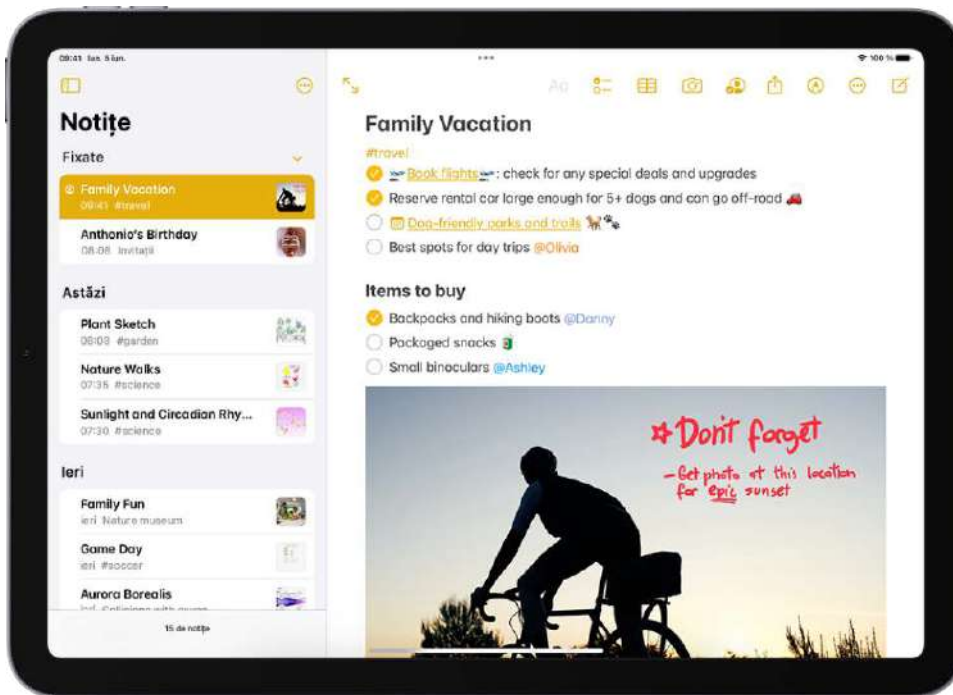 09:41 lun. 5 iun.
100 %
Notițe
Fixate
Family Vacation
09:41 #travel
Anthonio's Birthday
08:08 Invitații
Astăzi
Plant Sketch
08:03 #garden
Nature Walks
07:35 #science
Sunlight and Circadian Rhy...
07:30 #science
Ieri
Family Fun
ieri Nature museum
Game Day
ieri #soccer
Aurora Borealis
15 de notițe
Aa
Family Vacation
#travel
Book flights: check for any special deals and upgrades
Reserve rental car large enough for 5+ dogs and can go off-road
Dog-friendly parks and trails
Best spots for day trips @Olivia
Items to buy
Backpacks and hiking boots @Danny
Packaged snacks
Small binoculars @Ashley
Don't forget
-Get photo at this location
for epic sunset